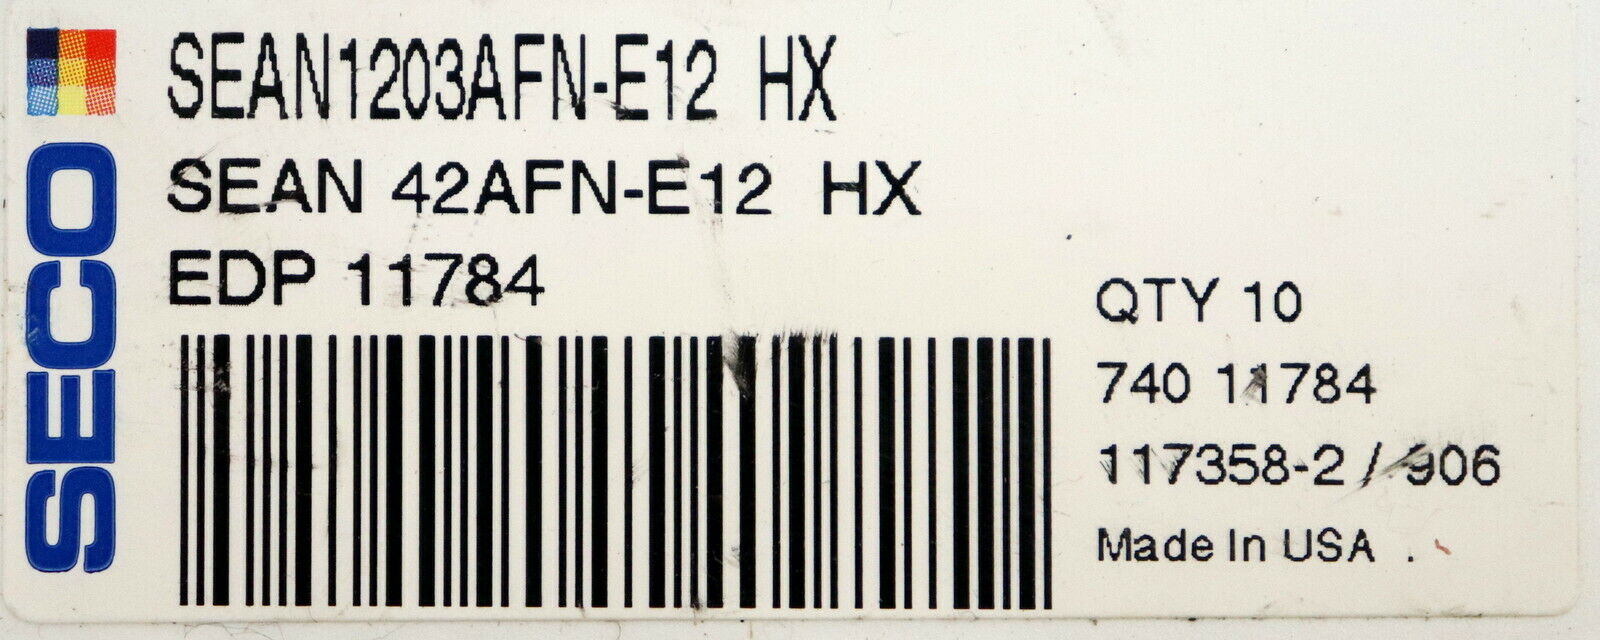 SECO
SEAN1203AFN-E12 HX
SEAN 42AFN-E12 HX
EDP 11784
QTY 10
740 11784
117358-2 / 906
Made In USA .